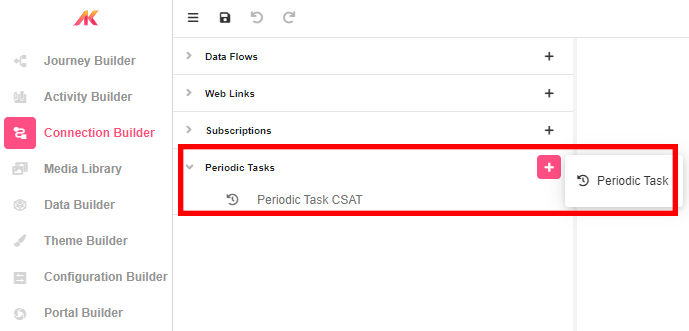 AK
Journey Builder
Activity Builder
Connection Builder
Media Library
Data Builder
Theme Builder
Configuration Builder
Portal Builder
Data Flows
Web Links
Subscriptions
Periodic Tasks
Periodic Task CSAT
Periodic Task